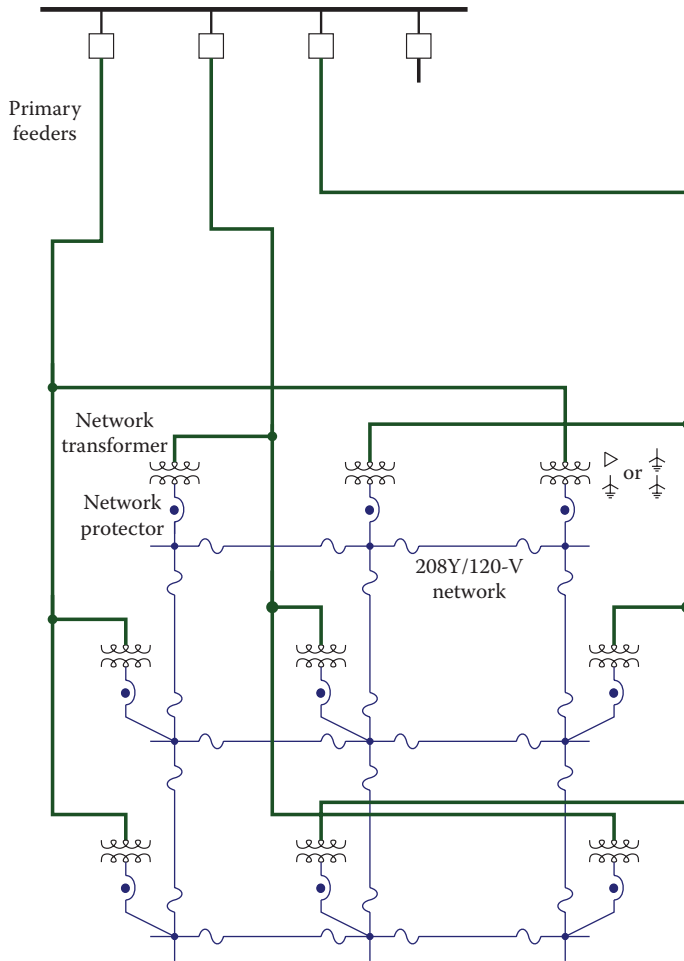 Primary
feeders
Network
transformer
or
Network
protector
208Y/120-V
network